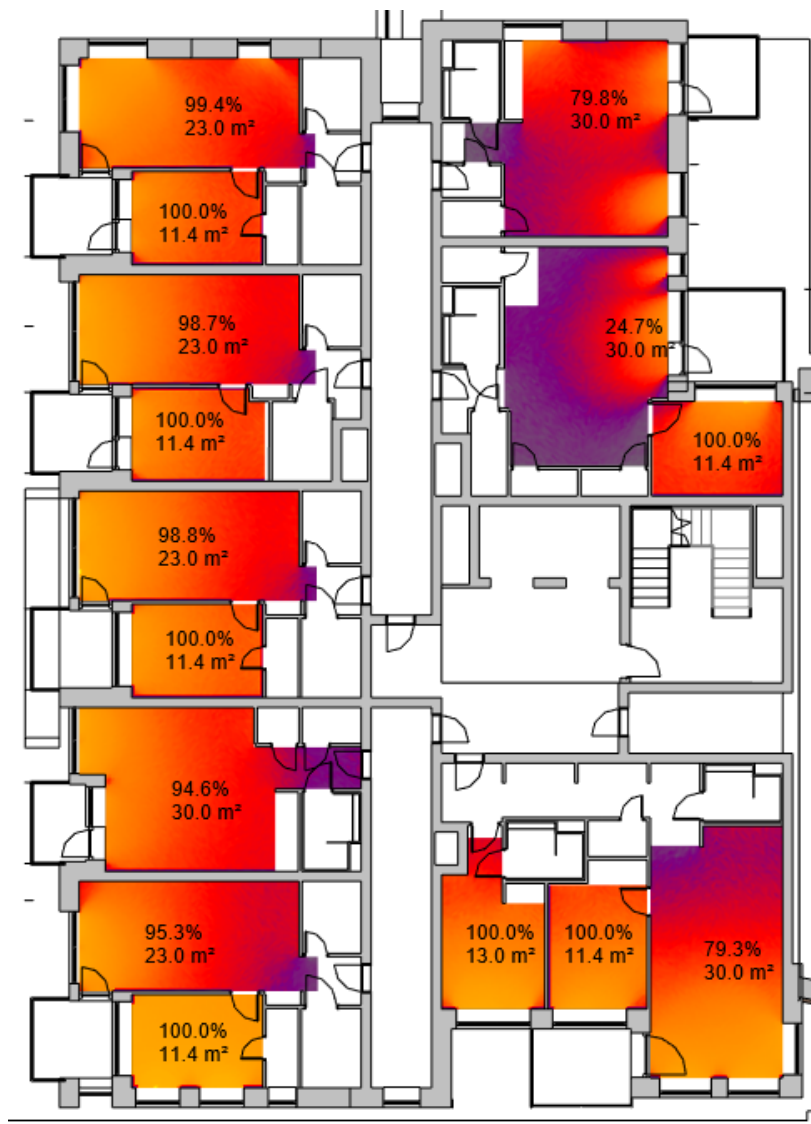 99.4%
23.0 m²
79.8%
30.0 m²
100.0%
11.4 m²
98.7%
23.0 m²
24.7%
30.0 m²
100.0%
11.4 m²
100.0%
11.4 m²
98.8%
23.0 m²
100.0%
11.4 m²
94.6%
30.0 m²
95.3%
23.0 m²
100.0%
13.0 m²
100.0%
11.4 m²
79.3%
30.0 m²
100.0%
11.4 m²